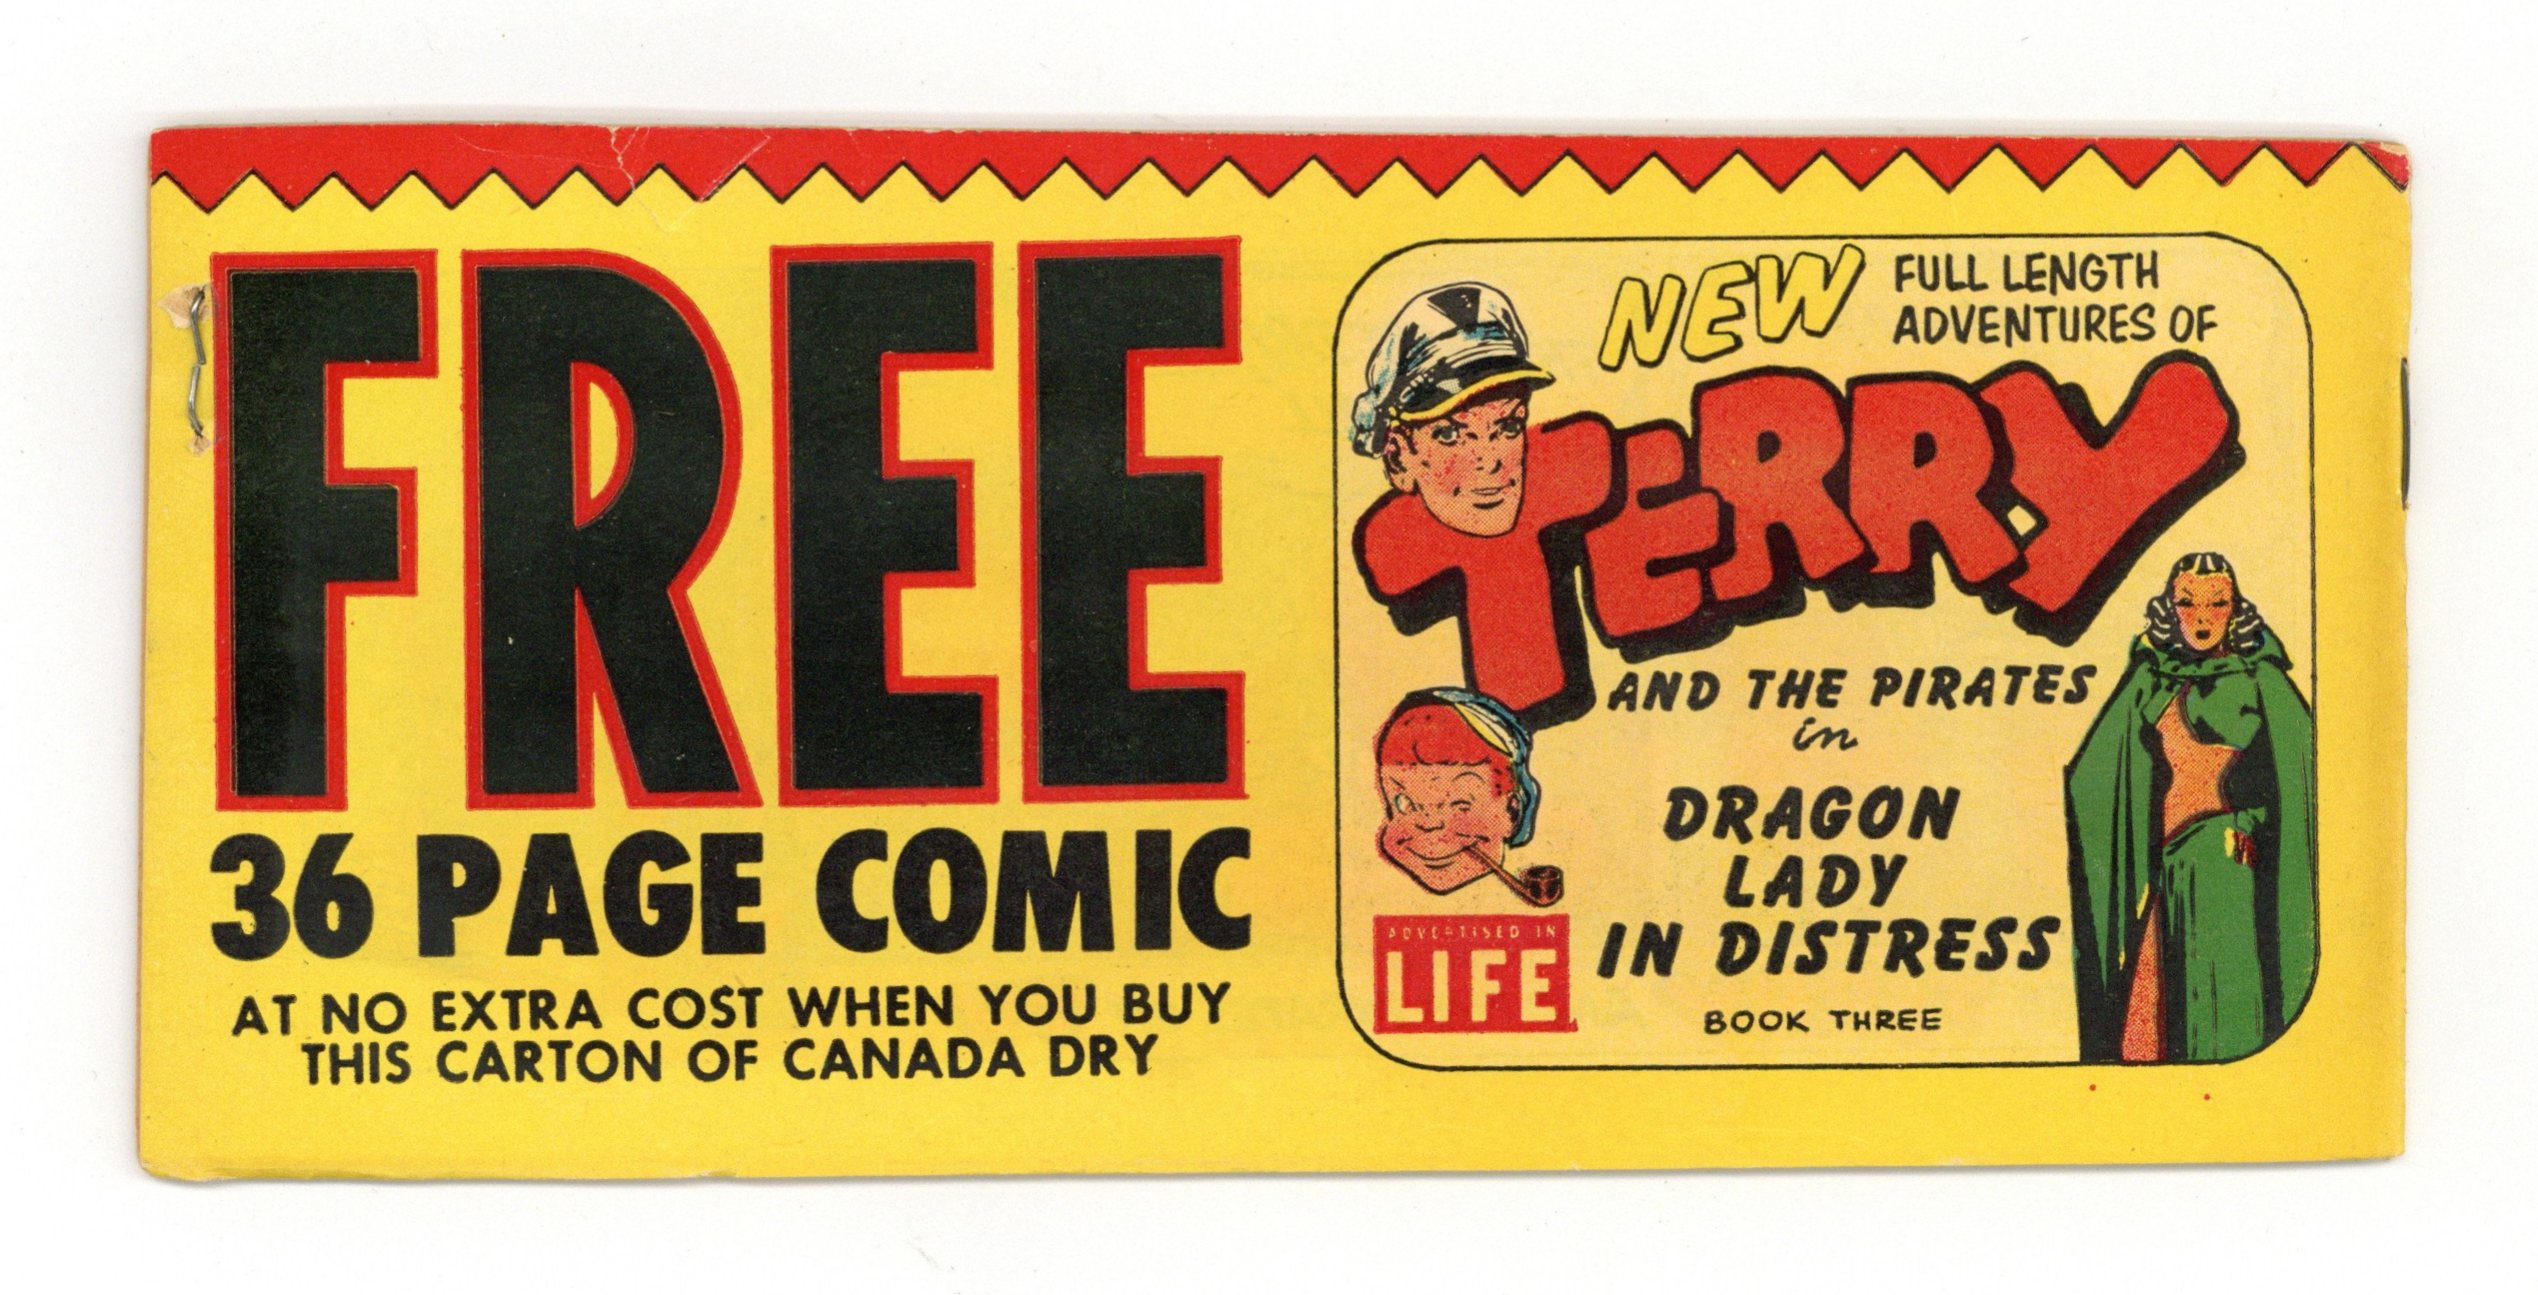 FREE
36 PAGE COMIC
AT NO EXTRA COST WHEN YOU BUY
THIS CARTON OF CANADA DRY
NEW FULL LENGTH
ADVENTURES OF
TERRY
AND THE PIRATES
in
DRAGON
LADY
IN DISTRESS
BOOK THREE
ADVERTISED IN
LIFE